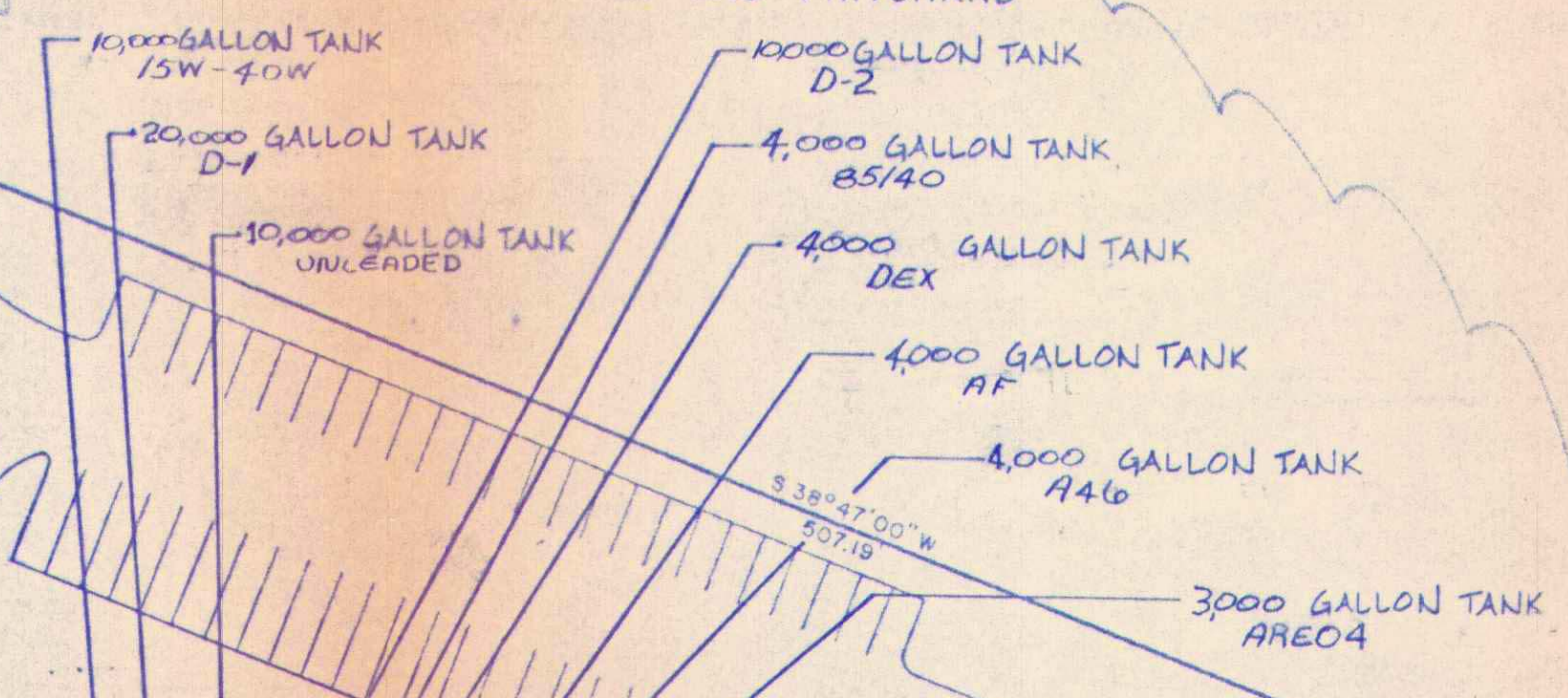 10,000 GALLON TANK
15W-40W
20,000 GALLON TANK
D-1
10,000 GALLON TANK
UNLEADED
10,000 GALLON TANK
D-2
4,000 GALLON TANK
85/40
4,000 GALLON TANK
DEX
4,000 GALLON TANK
AF
4,000 GALLON TANK
A46
S 38°47'00" W
507.19'
3,000 GALLON TANK
AREO4